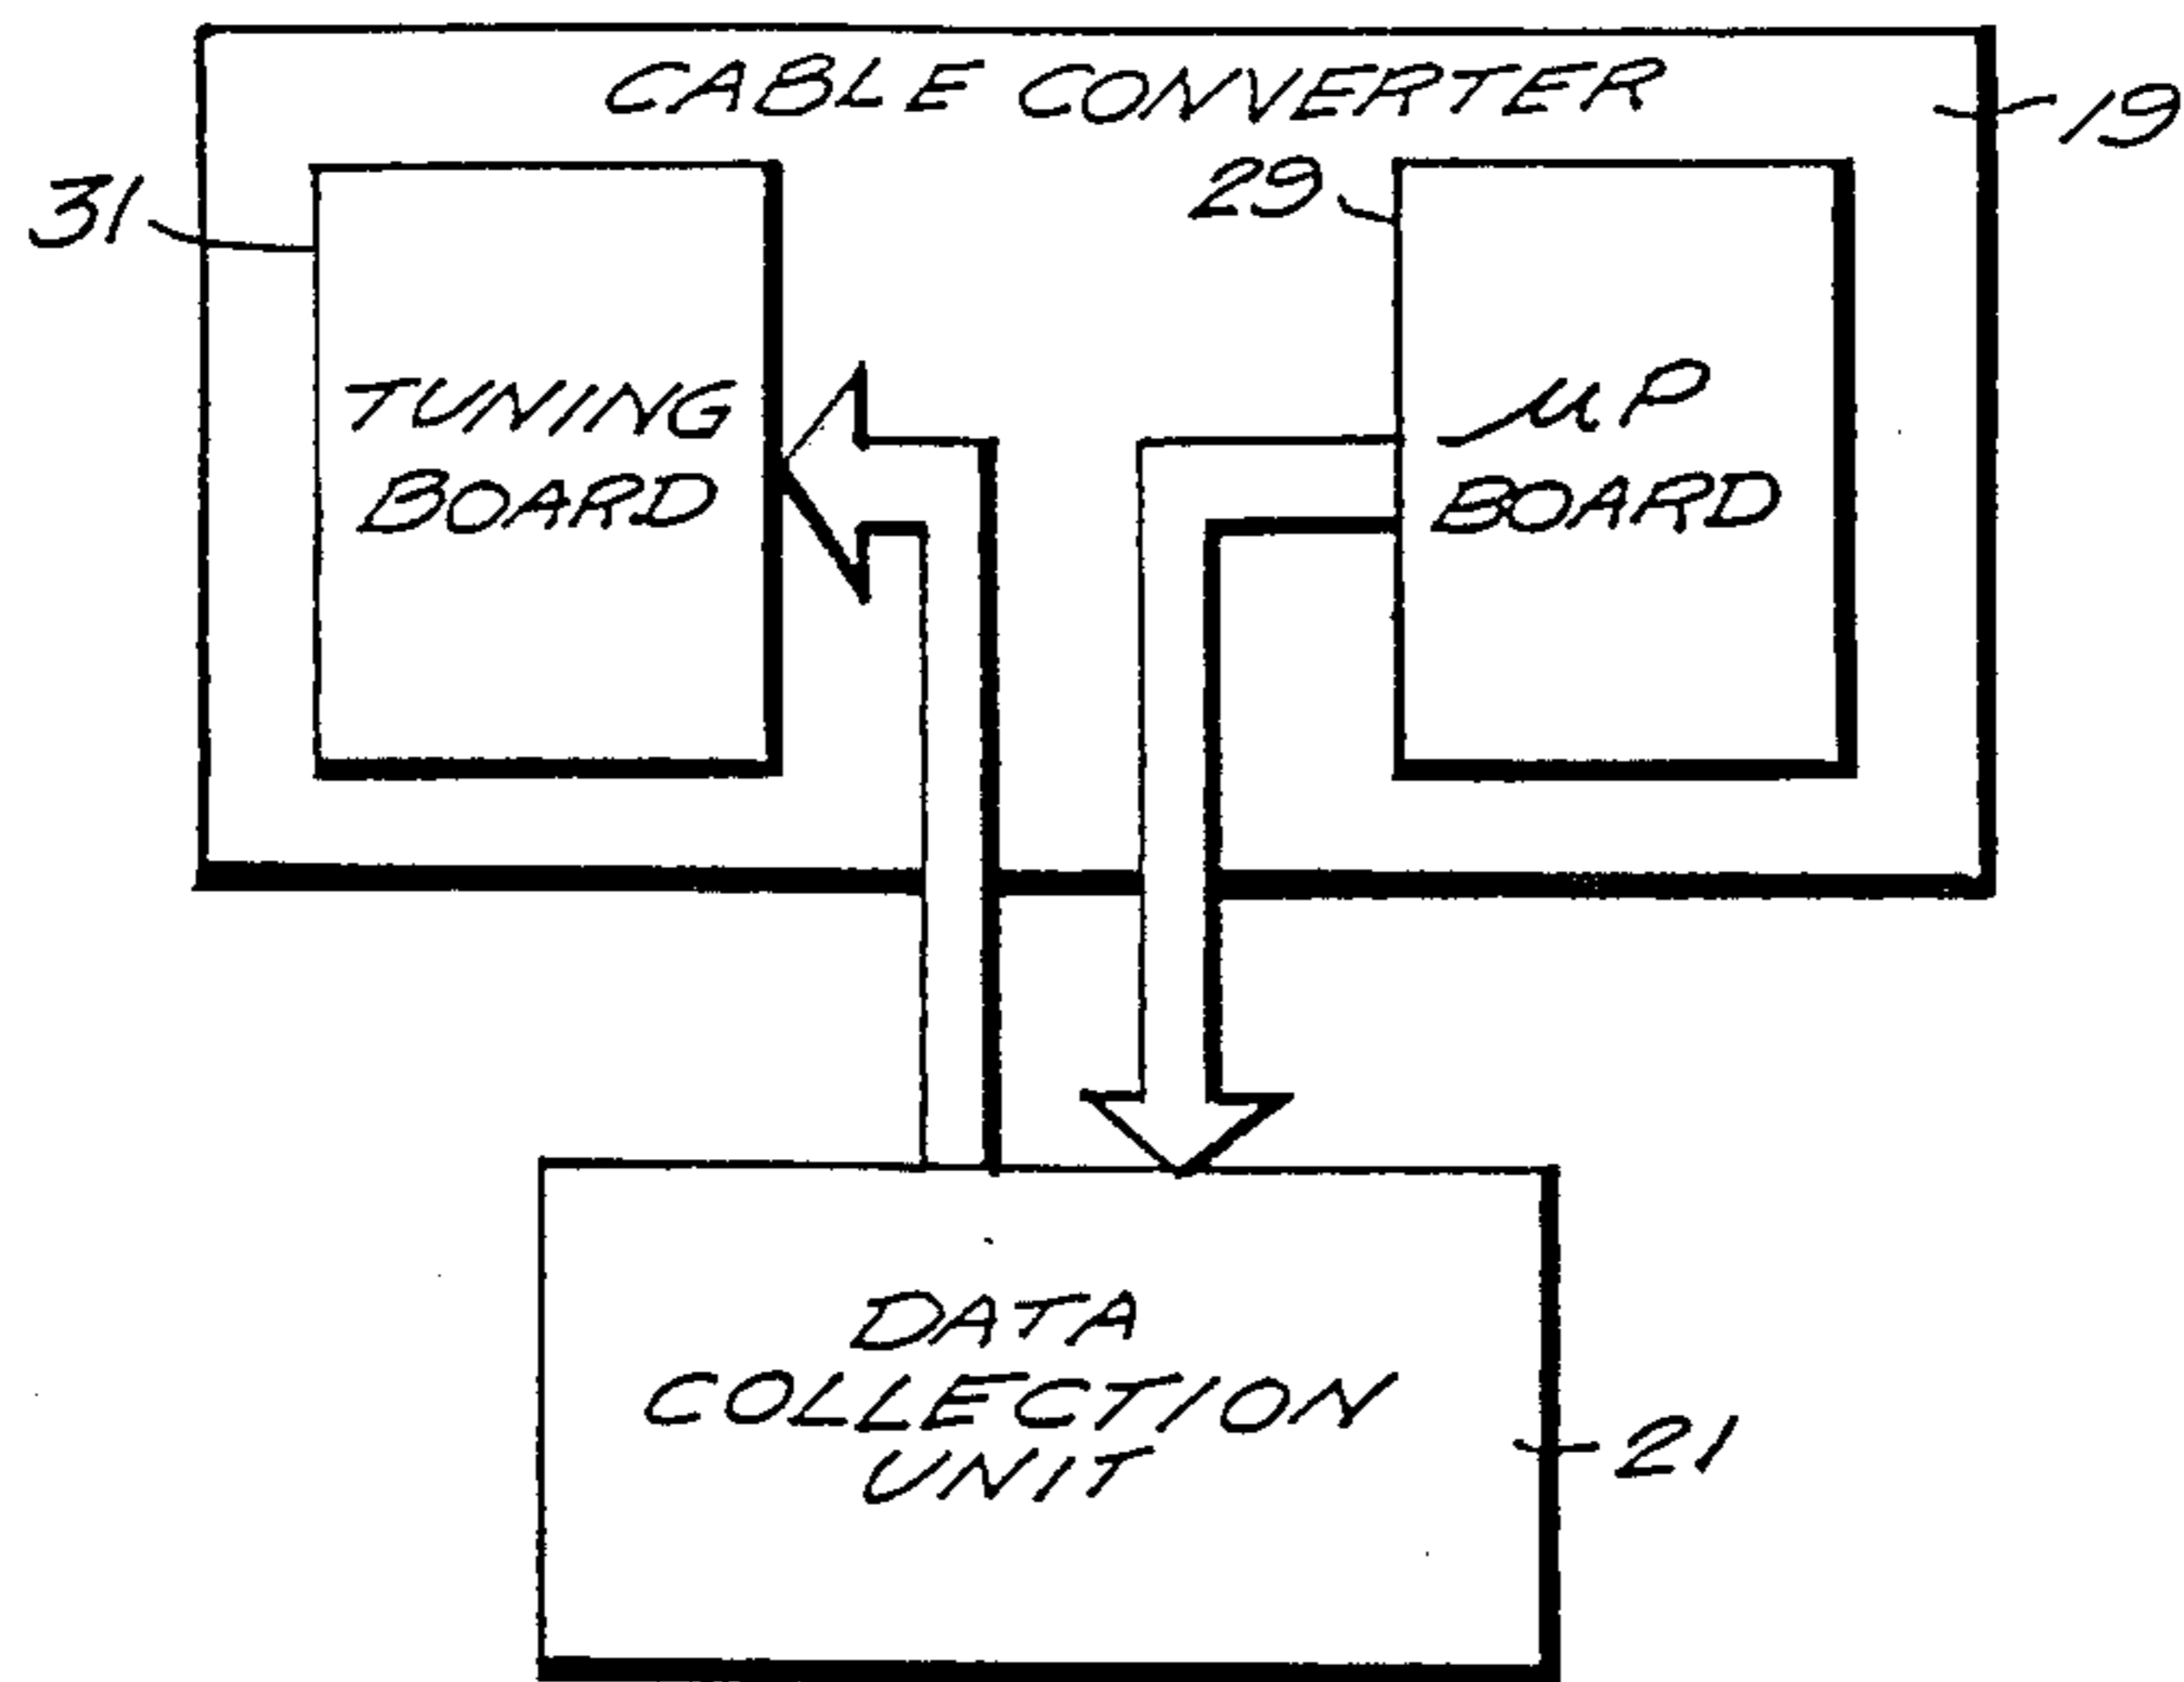 CABLE CONVERTER
19
31
29
TUNING
BOARD
μP
BOARD
DATA
COLLECTION
UNIT
21